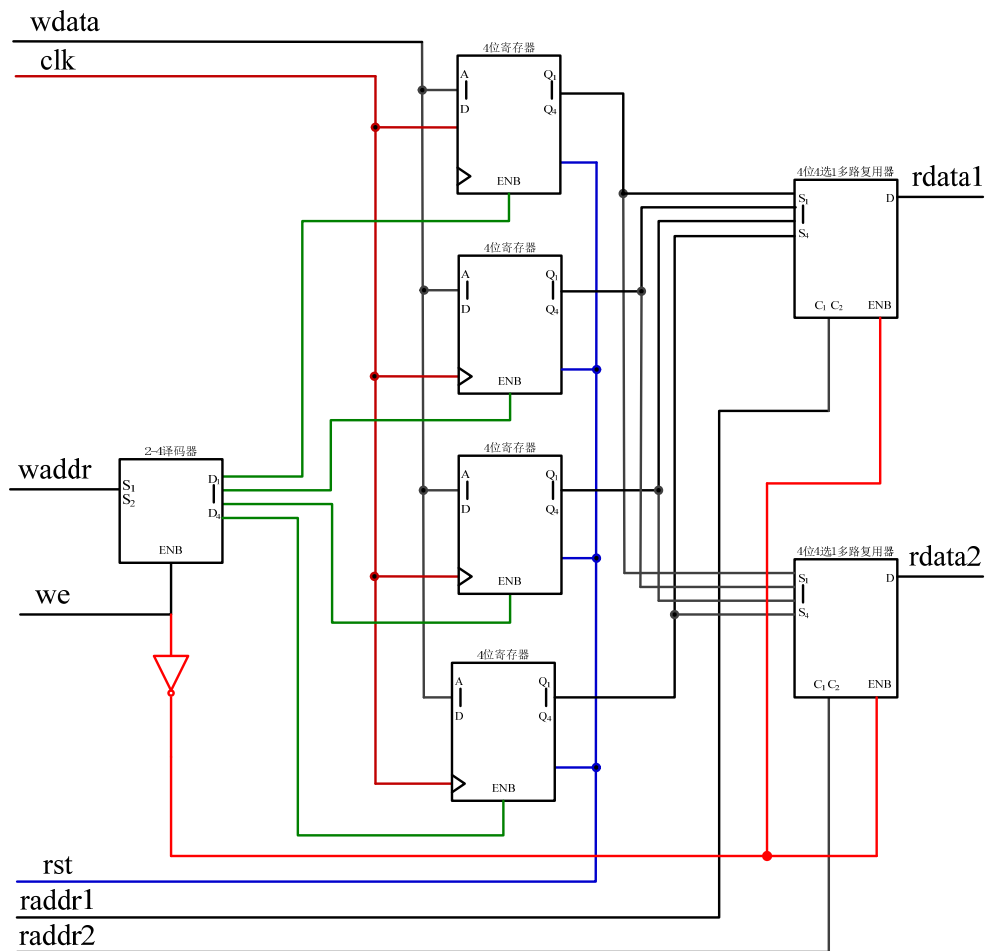 wdata
clk
4位寄存器
A
D
Q₁
Q₄
ENB
4位4选1多路复用器
S₁
S₄
D
C₁ C₂
ENB
rdata1
4位寄存器
A
D
Q₁
Q₄
ENB
2-4译码器
waddr
S₁
S₂
D₁
D₄
ENB
4位寄存器
A
D
Q₁
Q₄
ENB
we
4位4选1多路复用器
S₁
S₄
D
C₁ C₂
ENB
rdata2
4位寄存器
A
D
Q₁
Q₄
ENB
rst
raddr1
raddr2